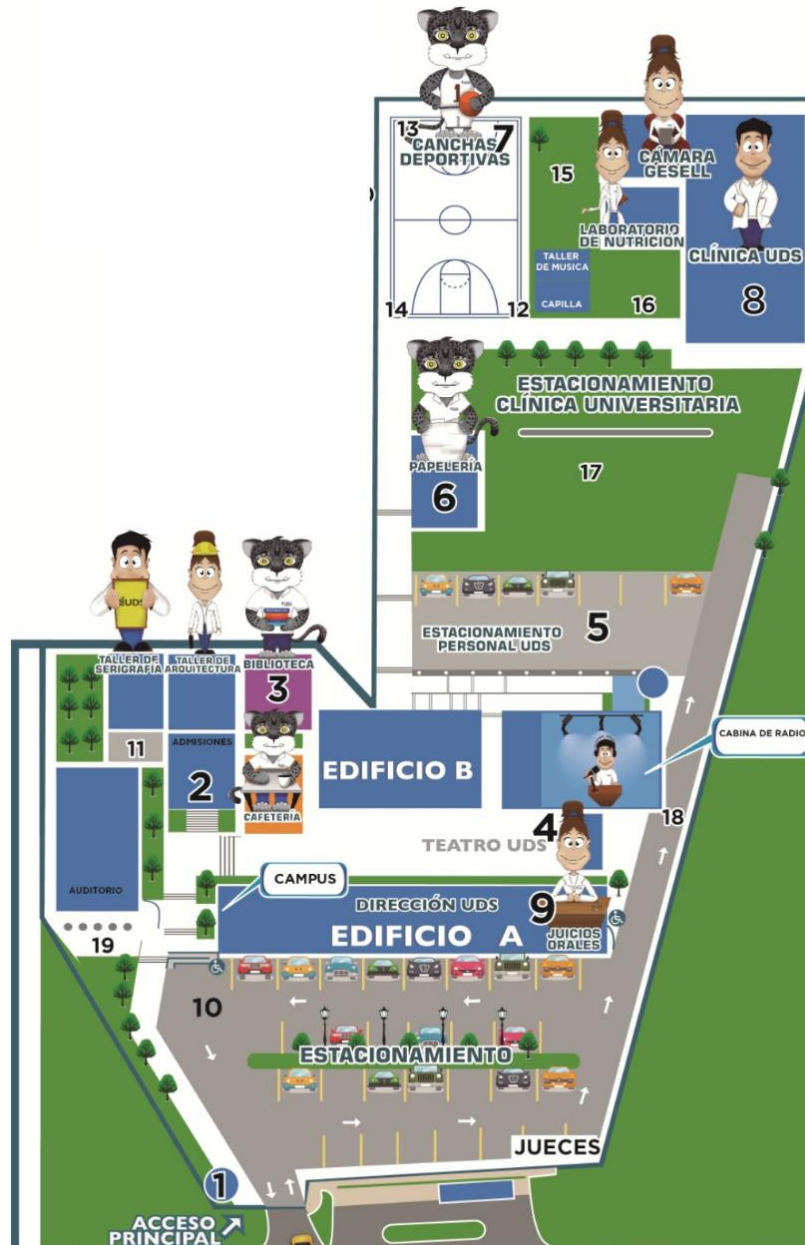 13
7
CANCHAS
DEPORTIVAS
14
12
15
CÁMARA
GESELL
LABORATORIO
DE NUTRICIÓN
TALLER
DE MUSICA
CAPILLA
16
CLÍNICA UDS
8
ESTACIONAMIENTO
CLÍNICA UNIVERSITARIA
17
PAPELERÍA
6
ESTACIONAMIENTO
PERSONAL UDS
5
UDS
TALLER DE
SERIGRAFÍA
TALLER DE
ARQUITECTURA
BIBLIOTECA
3
11
ADMISIONES
2
CAFETERÍA
EDIFICIO B
CABINA DE RADIO
18
4
TEATRO UDS
AUDITORIO
19
CAMPUS
DIRECCIÓN UDS
EDIFICIO A
9
JUICIOS
ORALES
10
ESTACIONAMIENTO
JUECES
1
ACCESO
PRINCIPAL